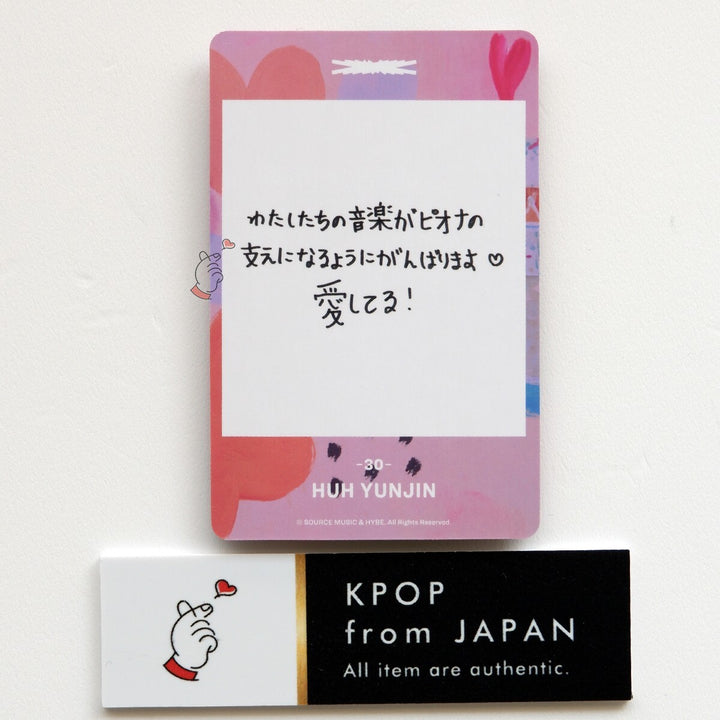 わたしたちの音楽がピオナの
支えになるようにがんばります♡
愛してる!
-30-
HUH YUNJIN
© SOURCE MUSIC & HYBE. All Rights Reserved.
KPOP
from JAPAN
All item are authentic.